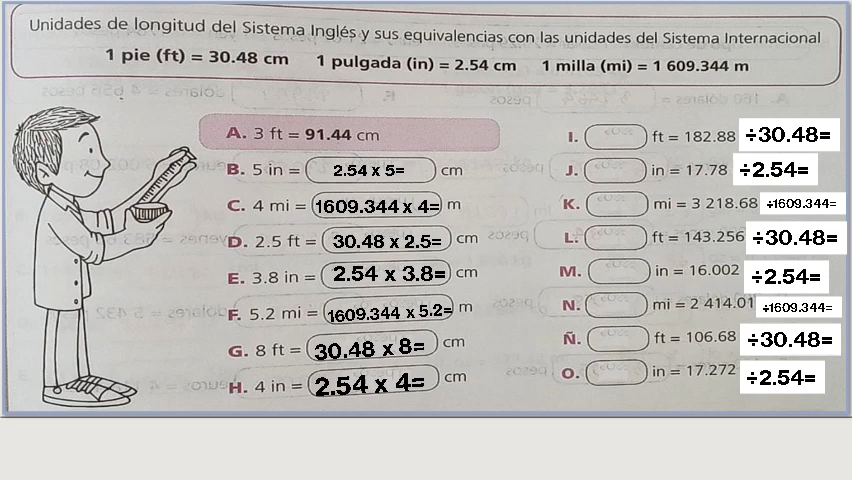 Unidades de longitud del Sistema Inglés y sus equivalencias con las unidades del Sistema Internacional
1 pie (ft) = 30.48 cm 1 pulgada (in) = 2.54 cm 1 milla (mi) = 1 609.344 m
A. 3 ft = 91.44 cm
B. 5 in = 2.54 x 5= cm
C. 4 mi = 1609.344 x 4= m
D. 2.5 ft = 30.48 x 2.5= cm
E. 3.8 in = 2.54 x 3.8= cm
F. 5.2 mi = 1609.344 x 5.2= m
G. 8 ft = 30.48 x 8= cm
H. 4 in = 2.54 x 4= cm
I. ft = 182.88 ÷30.48=
J. in = 17.78 ÷2.54=
K. mi = 3 218.68 ÷1609.344=
L. ft = 143.256 ÷30.48=
M. in = 16.002 ÷2.54=
N. mi = 2 414.01 ÷1609.344=
Ñ. ft = 106.68 ÷30.48=
O. in = 17.272 ÷2.54=